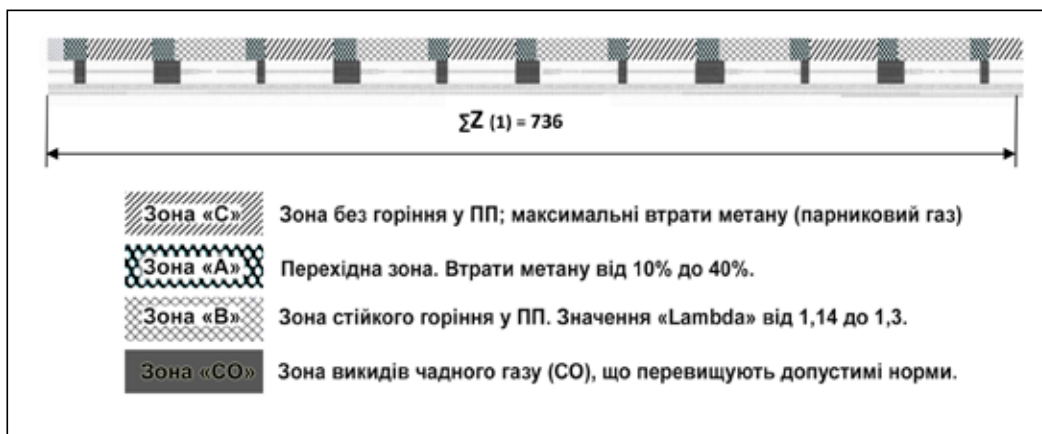 ∑Z (1) = 736
Зона «С» Зона без горіння у ПП; максимальні втрати метану (парниковий газ)
Зона «А» Перехідна зона. Втрати метану від 10% до 40%.
Зона «В» Зона стійкого горіння у ПП. Значення «Lambda» від 1,14 до 1,3.
Зона «СО» Зона викидів чадного газу (СО), що перевищують допустимі норми.